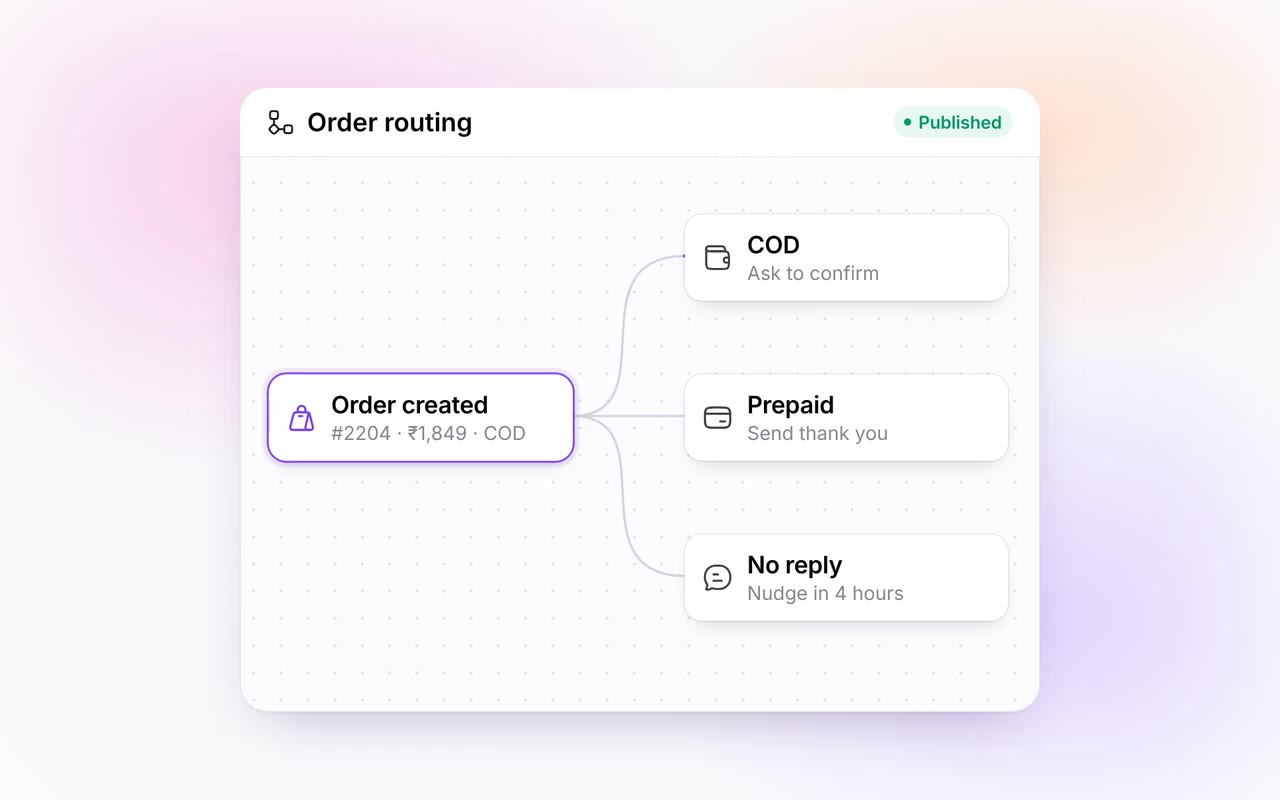 Order routing
Published
COD
Ask to confirm
Order created
#2204 · ₹1,849 · COD
Prepaid
Send thank you
No reply
Nudge in 4 hours